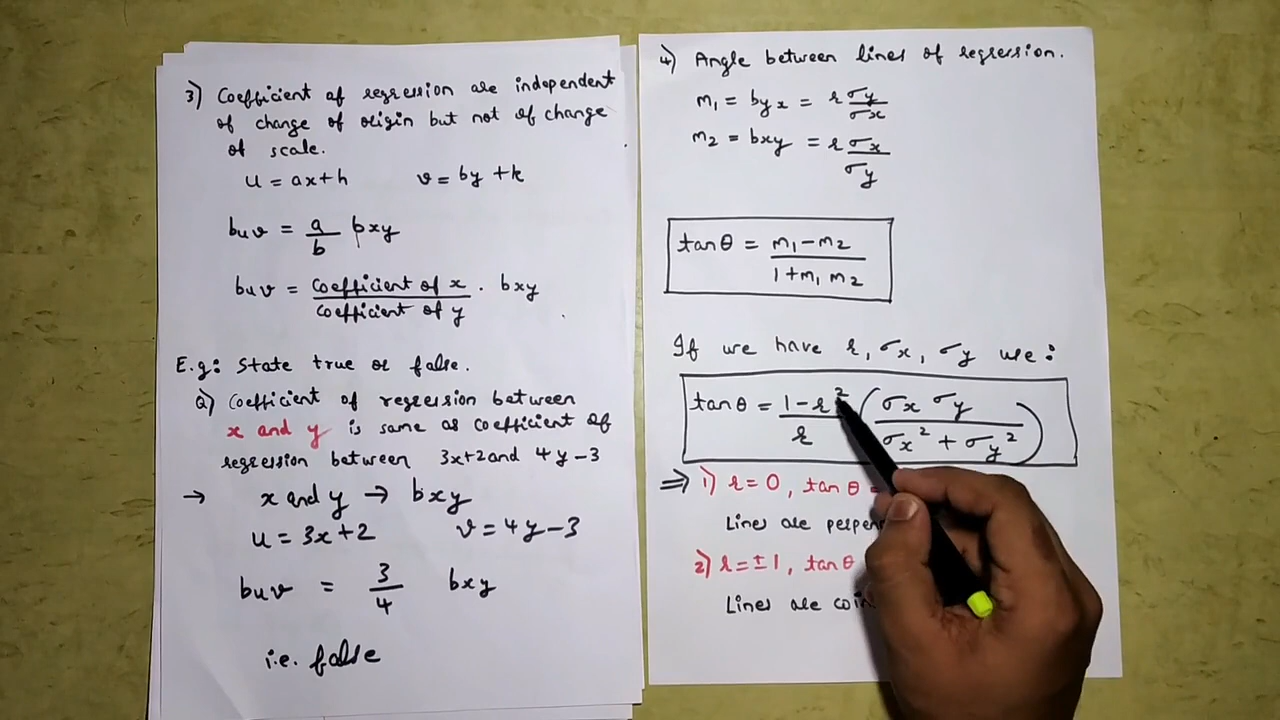 3) Coefficient of regression are independent
of change of origin but not of change
of scale.
u = ax+h v = by +k
buv = a/b bxy
buv = coefficient of x / coefficient of y . bxy
E.g: State true or false.
Q) Coefficient of regression between
x and y is same as coefficient of
regression between 3x+2 and 4y-3
→ x and y → bxy
u = 3x+2 v = 4y-3
buv = 3/4 bxy
i.e. false
4) Angle between lines of regression.
m₁ = byx = r σy/σx
m₂ = bxy = r σx/σy
tanθ = m₁-m₂ / 1+m₁ m₂
If we have r, σx, σy use:
tanθ = 1-r²/r (σx σy / σx² + σy²)
⇒ 1) r = 0, tan θ =
Lines are
2) r = ±1, tan θ
Lines are